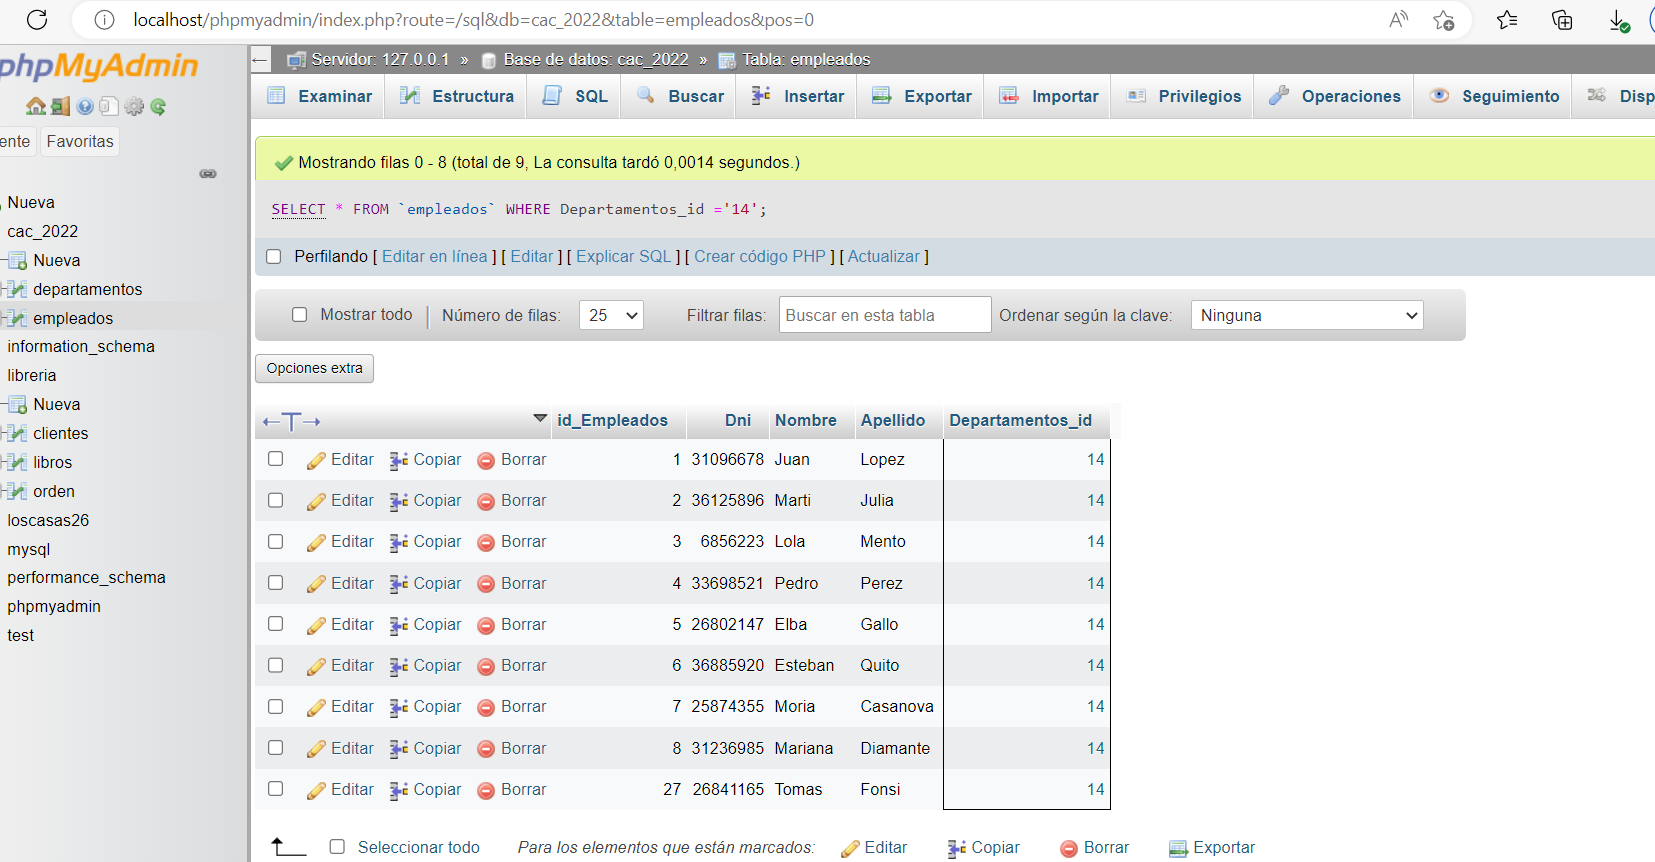 localhost/phpmyadmin/index.php?route=/sql&db=cac_2022&table=empleados&pos=0
phpMyAdmin
ente Favoritas
Nueva
cac_2022
Nueva
departamentos
empleados
information_schema
libreria
Nueva
clientes
libros
orden
loscasas26
mysql
performance_schema
phpmyadmin
test
← Servidor: 127.0.0.1 » Base de datos: cac_2022 » Tabla: empleados
Examinar Estructura SQL Buscar Insertar Exportar Importar Privilegios Operaciones Seguimiento Disp
Mostrando filas 0 - 8 (total de 9, La consulta tardó 0,0014 segundos.)
SELECT * FROM `empleados` WHERE Departamentos_id ='14';
Perfilando [ Editar en línea ] [ Editar ] [ Explicar SQL ] [ Crear código PHP ] [ Actualizar ]
Mostrar todo Número de filas: 25 Filtrar filas: Buscar en esta tabla Ordenar según la clave: Ninguna
Opciones extra
←T→ id_Empleados Dni Nombre Apellido Departamentos_id
Editar Copiar Borrar 1 31096678 Juan Lopez 14
Editar Copiar Borrar 2 36125896 Marti Julia 14
Editar Copiar Borrar 3 6856223 Lola Mento 14
Editar Copiar Borrar 4 33698521 Pedro Perez 14
Editar Copiar Borrar 5 26802147 Elba Gallo 14
Editar Copiar Borrar 6 36885920 Esteban Quito 14
Editar Copiar Borrar 7 25874355 Moria Casanova 14
Editar Copiar Borrar 8 31236985 Mariana Diamante 14
Editar Copiar Borrar 27 26841165 Tomas Fonsi 14
Seleccionar todo Para los elementos que están marcados: Editar Copiar Borrar Exportar